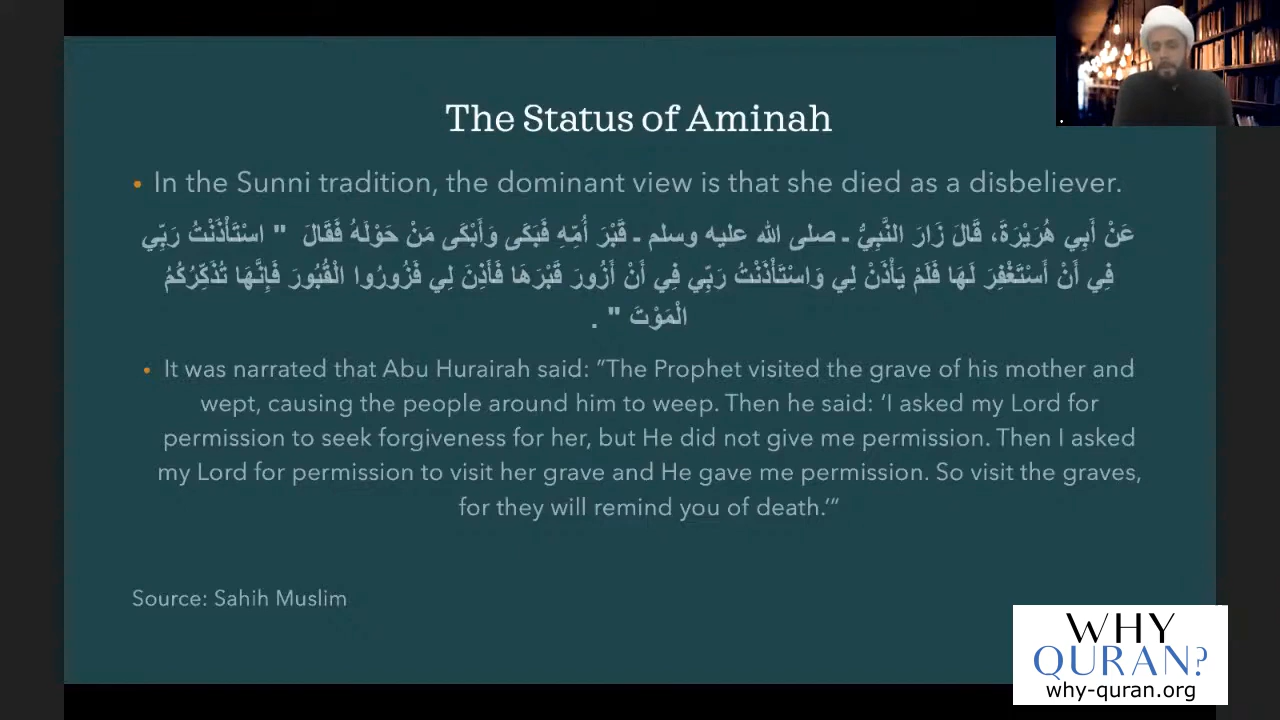 The Status of Aminah
• In the Sunni tradition, the dominant view is that she died as a disbeliever.
عَنْ أَبِي هُرَيْرَةَ، قَالَ زَارَ النَّبِيُّ ـ صلى الله عليه وسلم ـ قَبْرَ أُمِّهِ فَبَكَى وَأَبْكَى مَنْ حَوْلَهُ فَقَالَ " اسْتَأْذَنْتُ رَبِّي
فِي أَنْ أَسْتَغْفِرَ لَهَا فَلَمْ يَأْذَنْ لِي وَاسْتَأْذَنْتُ رَبِّي فِي أَنْ أَزُورَ قَبْرَهَا فَأَذِنَ لِي فَزُورُوا الْقُبُورَ فَإِنَّهَا تُذَكِّرُكُمُ
الْمَوْتَ " .
• It was narrated that Abu Hurairah said: “The Prophet visited the grave of his mother and
wept, causing the people around him to weep. Then he said: ‘I asked my Lord for
permission to seek forgiveness for her, but He did not give me permission. Then I asked
my Lord for permission to visit her grave and He gave me permission. So visit the graves,
for they will remind you of death.’”
Source: Sahih Muslim
WHY
QURAN?
why-quran.org